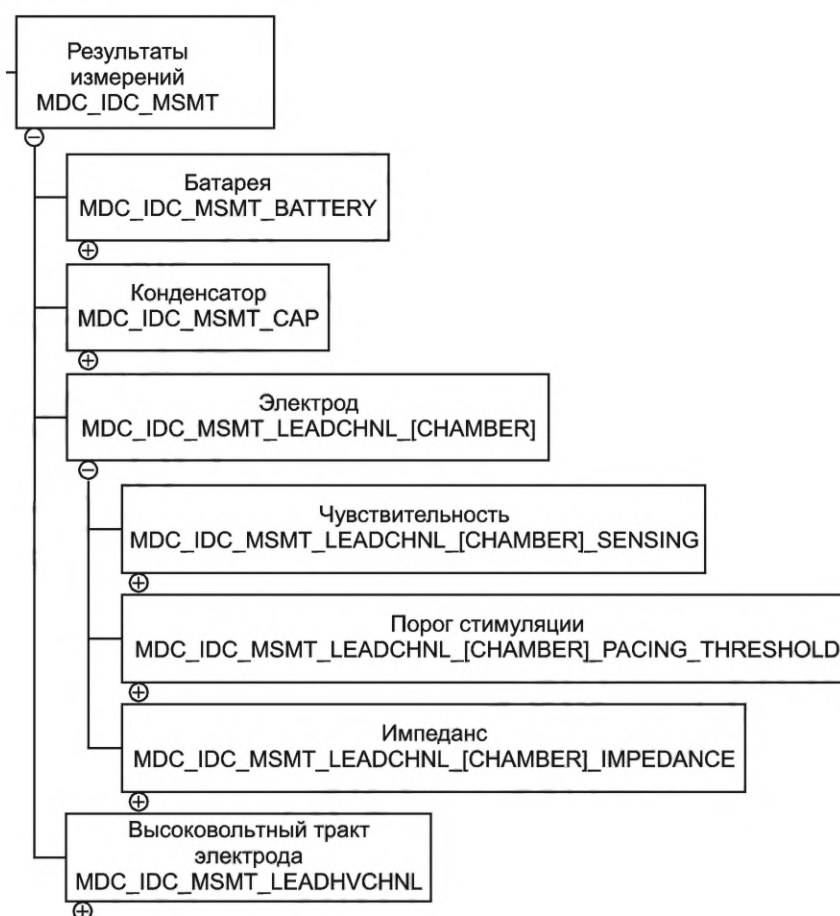 Результаты
измерений
MDC_IDC_MSMT
Батарея
MDC_IDC_MSMT_BATTERY
Конденсатор
MDC_IDC_MSMT_CAP
Электрод
MDC_IDC_MSMT_LEADCHNL_[CHAMBER]
Чувствительность
MDC_IDC_MSMT_LEADCHNL_[CHAMBER]_SENSING
Порог стимуляции
MDC_IDC_MSMT_LEADCHNL_[CHAMBER]_PACING_THRESHOLD
Импеданс
MDC_IDC_MSMT_LEADCHNL_[CHAMBER]_IMPEDANCE
Высоковольтный тракт
электрода
MDC_IDC_MSMT_LEADHVCHNL